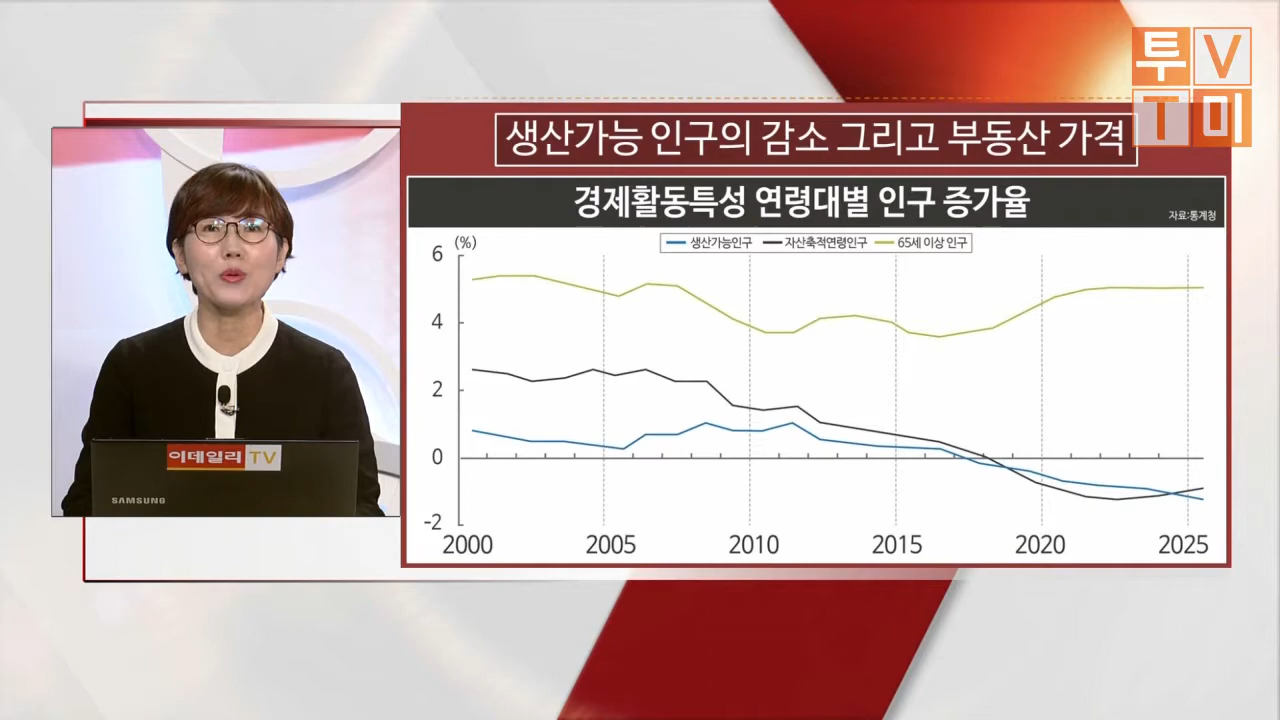 투V
T미
생산가능 인구의 감소 그리고 부동산 가격
경제활동특성 연령대별 인구 증가율
자료:통계청
(%)
생산가능인구 자산축적연령인구 65세 이상 인구
6
4
2
0
-2
2000 2005 2010 2015 2020 2025
이데일리 TV
SAMSUNG